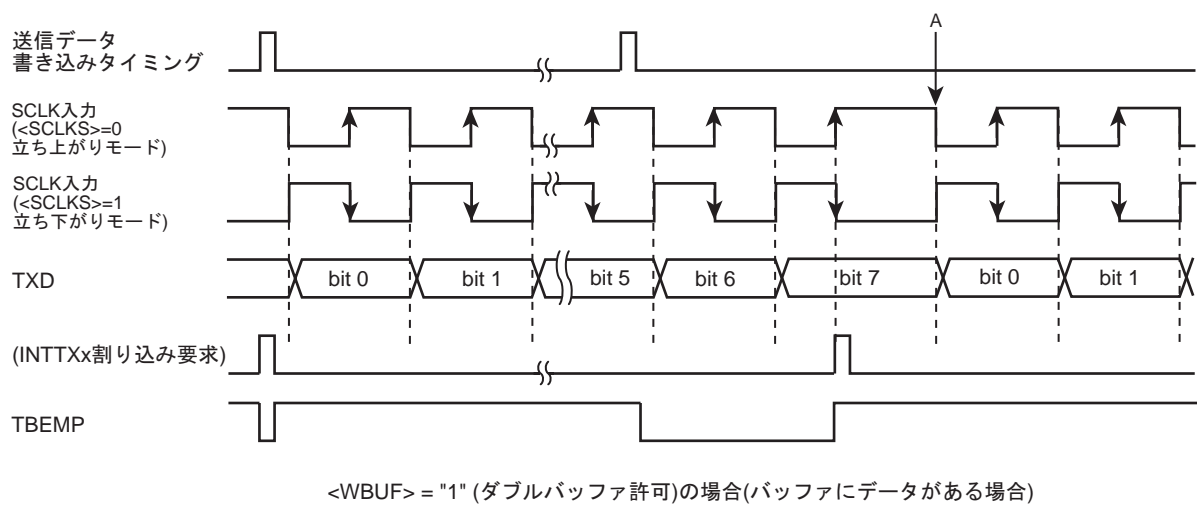 A
送信データ
書き込みタイミング
SCLK入力
(<SCLKS>=0
立ち上がりモード)
SCLK入力
(<SCLKS>=1
立ち下がりモード)
TXD
bit 0
bit 1
bit 5
bit 6
bit 7
bit 0
bit 1
(INTTXx割り込み要求)
TBEMP
<WBUF> = "1" (ダブルバッファ許可)の場合(バッファにデータがある場合)